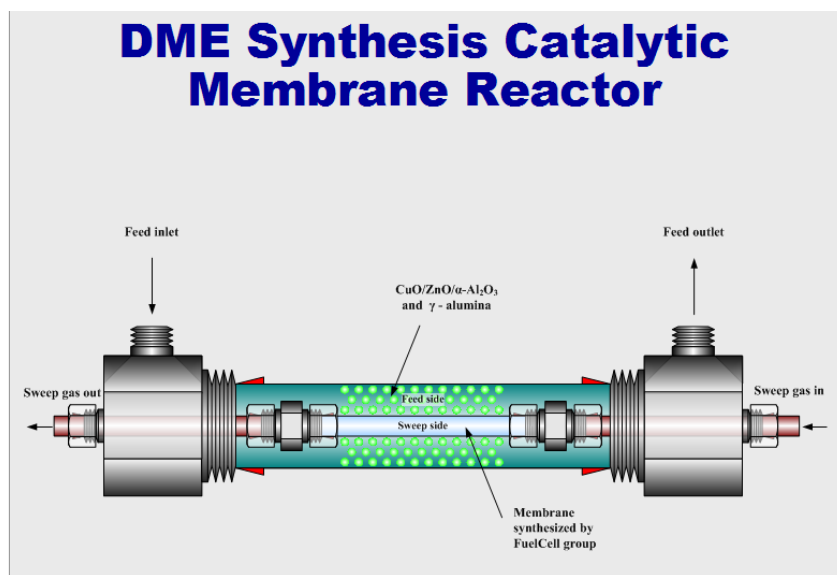 DME Synthesis Catalytic
Membrane Reactor
Feed inlet
Feed outlet
CuO/ZnO/α-Al₂O₃
and γ - alumina
Sweep gas out
Sweep gas in
Feed side
Sweep side
Membrane
synthesized by
FuelCell group